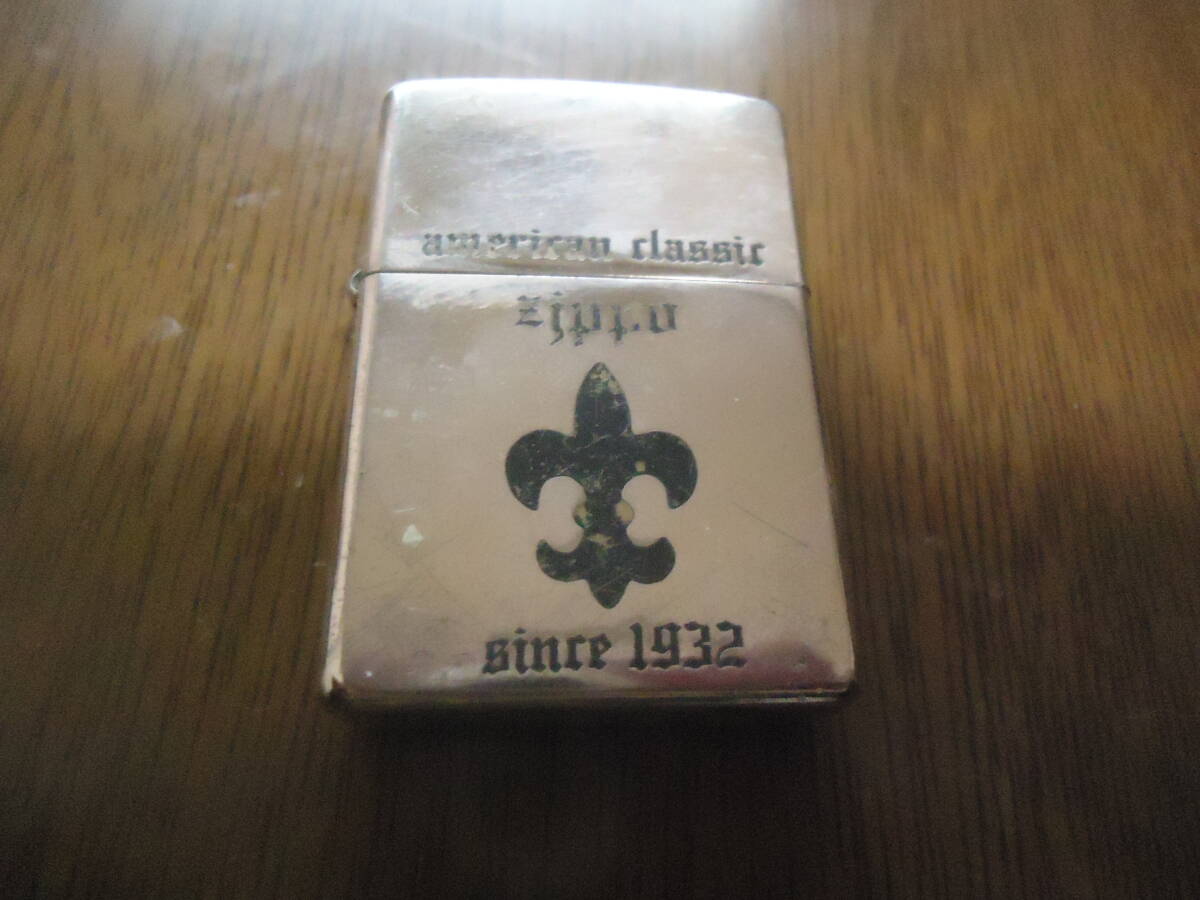 american classic
zippo
since 1932